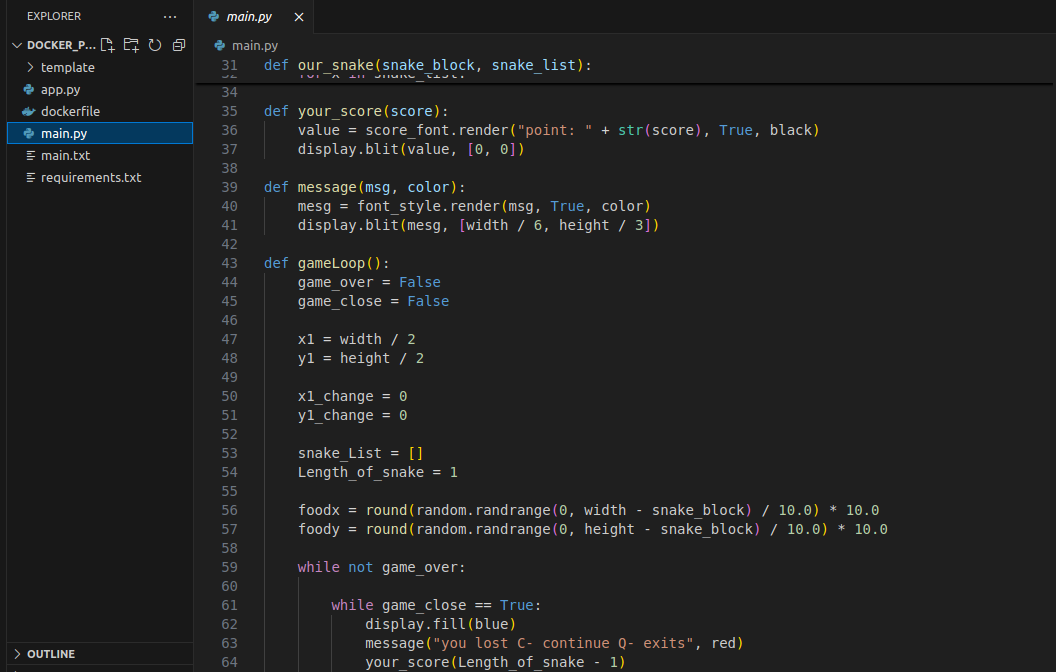 EXPLORER
DOCKER_P...
template
app.py
dockerfile
main.py
main.txt
requirements.txt
OUTLINE
main.py
main.py
31 def our_snake(snake_block, snake_list):
34
35 def your_score(score):
36     value = score_font.render("point: " + str(score), True, black)
37     display.blit(value, [0, 0])
38
39 def message(msg, color):
40     mesg = font_style.render(msg, True, color)
41     display.blit(mesg, [width / 6, height / 3])
42
43 def gameLoop():
44     game_over = False
45     game_close = False
46
47     x1 = width / 2
48     y1 = height / 2
49
50     x1_change = 0
51     y1_change = 0
52
53     snake_List = []
54     Length_of_snake = 1
55
56     foodx = round(random.randrange(0, width - snake_block) / 10.0) * 10.0
57     foody = round(random.randrange(0, height - snake_block) / 10.0) * 10.0
58
59     while not game_over:
60
61         while game_close == True:
62             display.fill(blue)
63             message("you lost C- continue Q- exits", red)
64             your_score(Length_of_snake - 1)